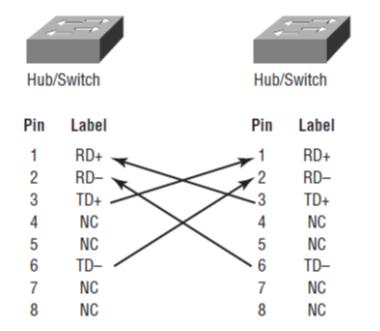 Hub/Switch Hub/Switch
Pin Label Pin Label
1 RD+ 1 RD+
2 RD– 2 RD–
3 TD+ 3 TD+
4 NC 4 NC
5 NC 5 NC
6 TD– 6 TD–
7 NC 7 NC
8 NC 8 NC